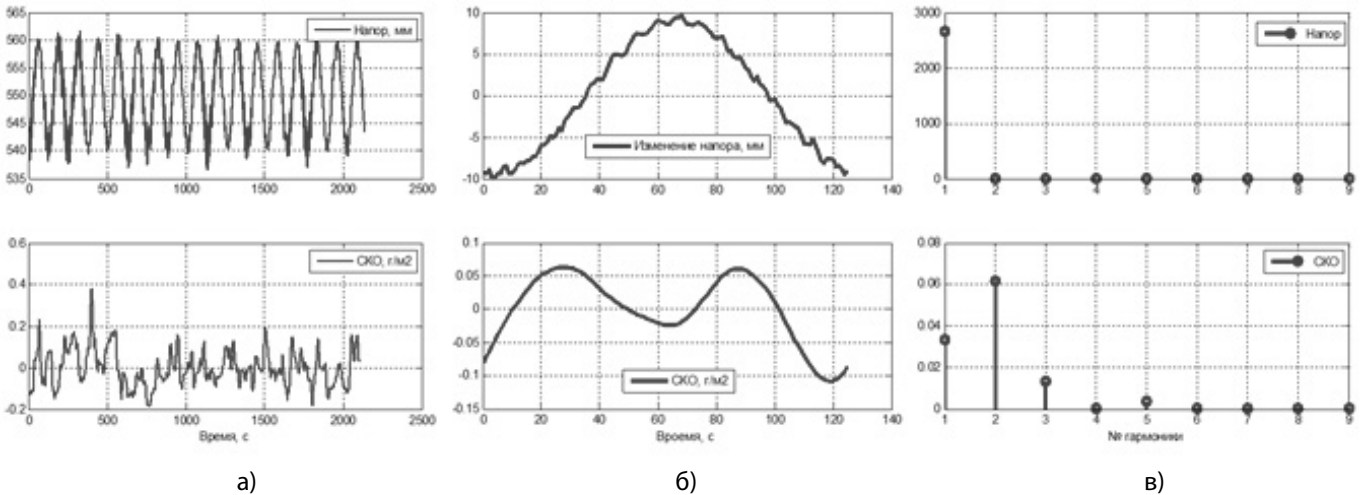 565
560
555
550
545
540
535
0 500 1000 1500 2000 2500
Напор, мм
10
5
0
-5
-10
0 20 40 60 80 100 120 140
Изменение напора, мм
3000
2000
1000
0
1 2 3 4 5 6 7 8 9
Напор
0.6
0.4
0.2
0
-0.2
0 500 1000 1500 2000 2500
СКО, г/м2
Время, с
0.1
0.05
0
-0.05
-0.1
-0.15
0 20 40 60 80 100 120 140
СКО, г/м2
Вроемя, с
0.08
0.06
0.04
0.02
0
1 2 3 4 5 6 7 8 9
СКО
№ гармоники
а)
б)
в)